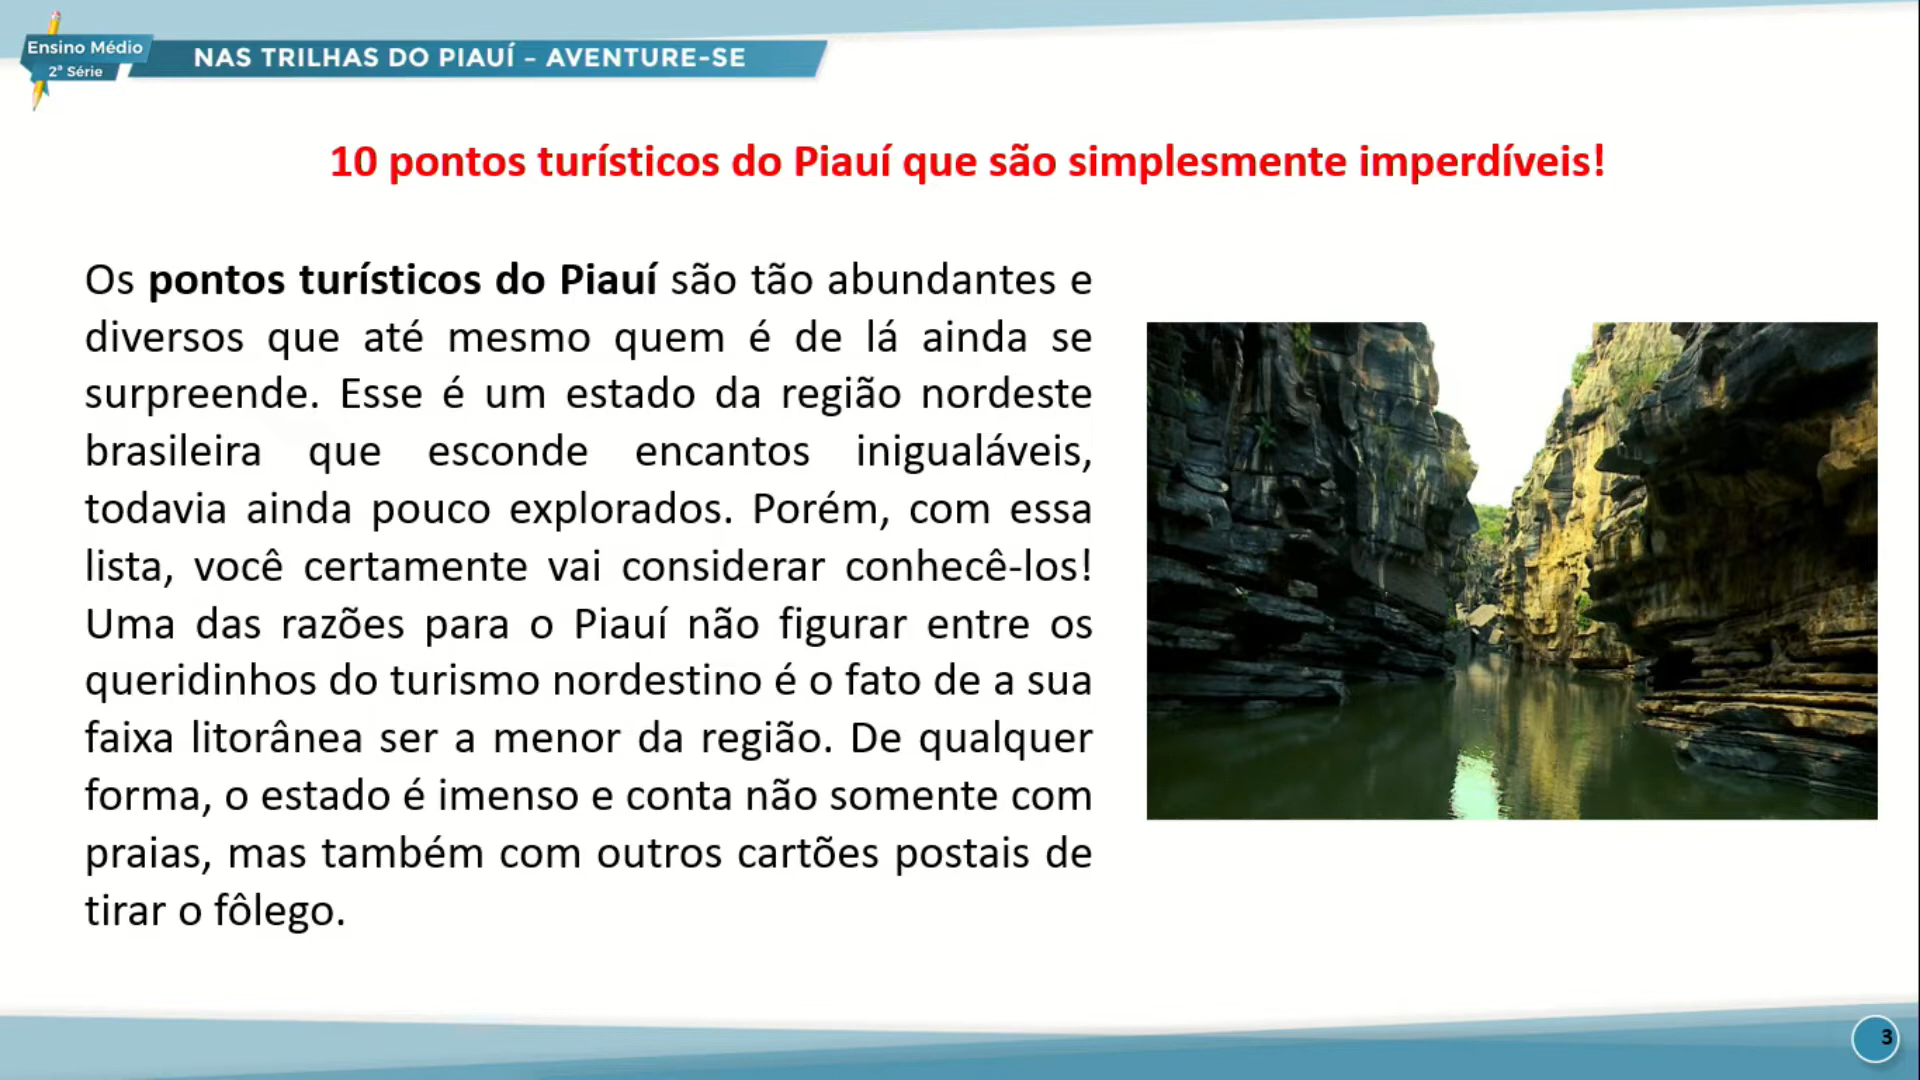 Ensino Médio
2ª Série
NAS TRILHAS DO PIAUÍ – AVENTURE-SE
10 pontos turísticos do Piauí que são simplesmente imperdíveis!
Os pontos turísticos do Piauí são tão abundantes e
diversos que até mesmo quem é de lá ainda se
surpreende. Esse é um estado da região nordeste
brasileira que esconde encantos inigualáveis,
todavia ainda pouco explorados. Porém, com essa
lista, você certamente vai considerar conhecê-los!
Uma das razões para o Piauí não figurar entre os
queridinhos do turismo nordestino é o fato de a sua
faixa litorânea ser a menor da região. De qualquer
forma, o estado é imenso e conta não somente com
praias, mas também com outros cartões postais de
tirar o fôlego.
3